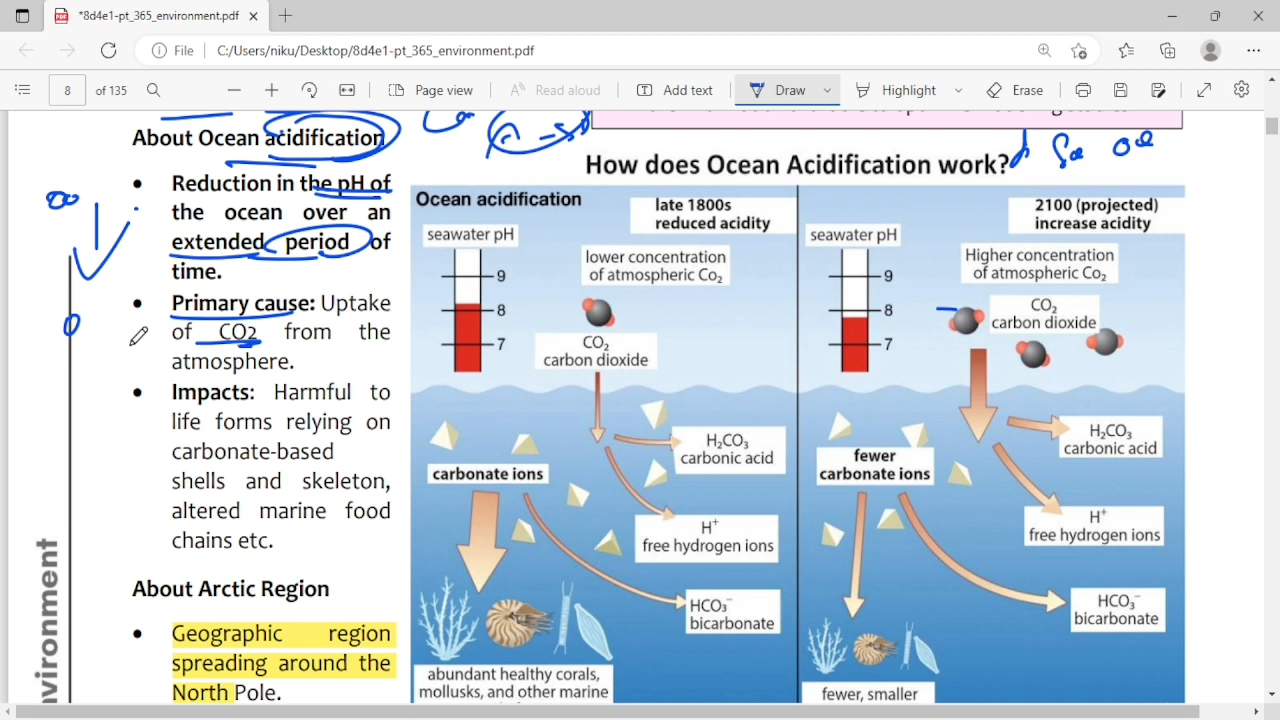 *8d4e1-pt_365_environment.pdf
File C:/Users/niku/Desktop/8d4e1-pt_365_environment.pdf
8 of 135 Page view Read aloud Add text Draw Highlight Erase
About Ocean acidification
• Reduction in the pH of
the ocean over an
extended period of
time.
• Primary cause: Uptake
of CO2 from the
atmosphere.
• Impacts: Harmful to
life forms relying on
carbonate-based
shells and skeleton,
altered marine food
chains etc.
About Arctic Region
• Geographic region
spreading around the
North Pole.
vironment
How does Ocean Acidification work?
Ocean acidification
late 1800s
reduced acidity
seawater pH
9
8
7
lower concentration
of atmospheric Co₂
CO₂
carbon dioxide
H₂CO₃
carbonic acid
carbonate ions
H⁺
free hydrogen ions
HCO₃⁻
bicarbonate
abundant healthy corals,
mollusks, and other marine
2100 (projected)
increase acidity
seawater pH
9
8
7
Higher concentration
of atmospheric Co₂
CO₂
carbon dioxide
H₂CO₃
carbonic acid
fewer
carbonate ions
H⁺
free hydrogen ions
HCO₃⁻
bicarbonate
fewer, smaller